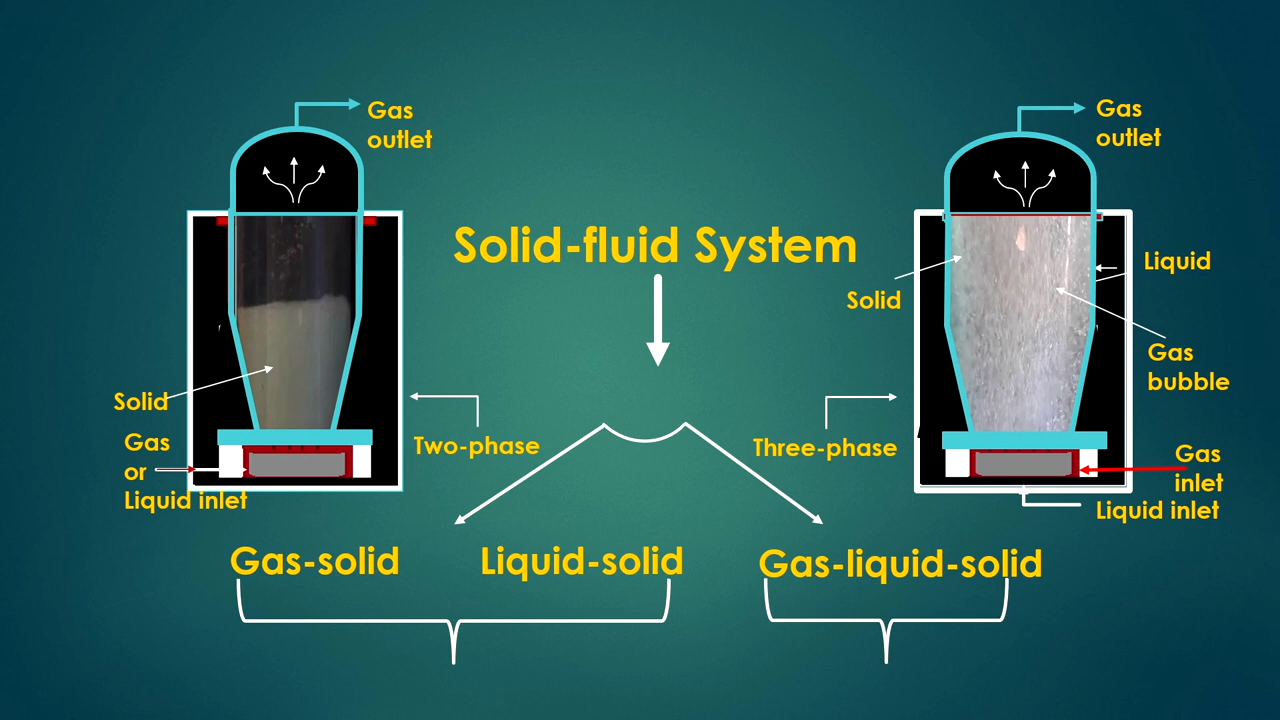 Gas
outlet
Gas
outlet
Solid-fluid System
Liquid
Solid
Gas
bubble
Solid
Gas
or
Liquid inlet
Two-phase
Three-phase
Gas
inlet
Liquid inlet
Gas-solid
Liquid-solid
Gas-liquid-solid